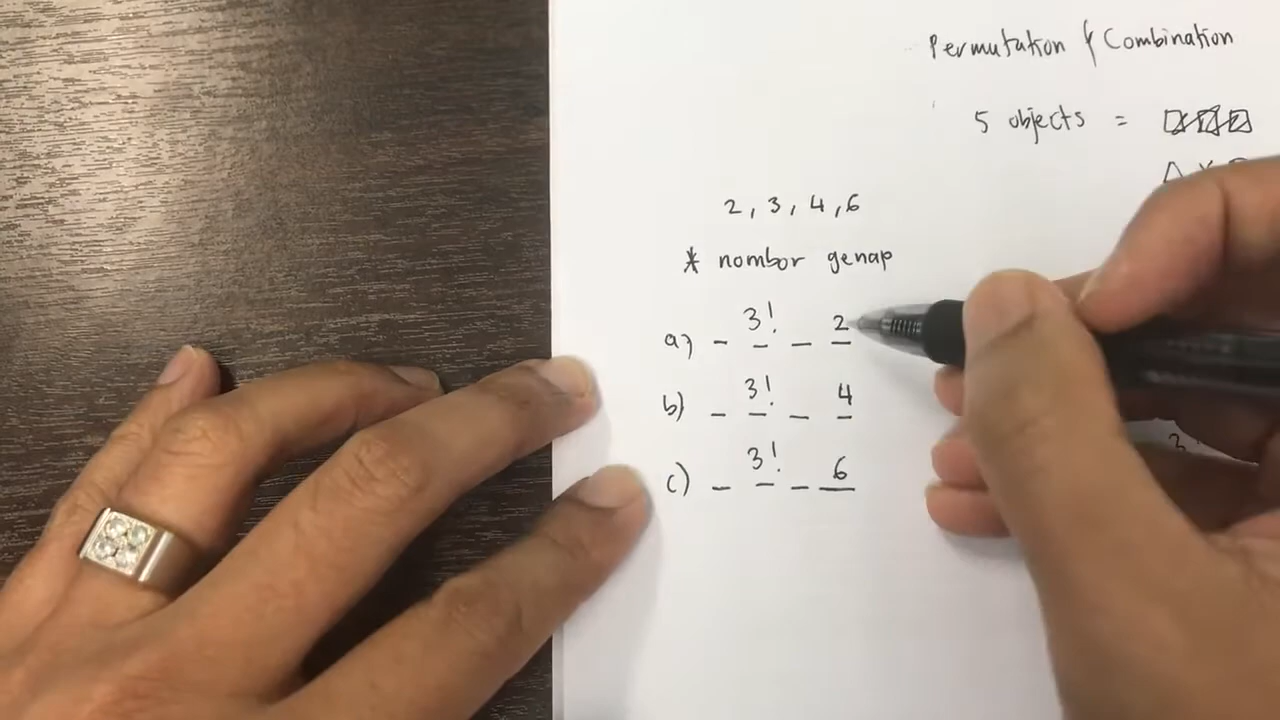 Permutation & Combination
5 objects =
2, 3, 4, 6
* nombor genap
a) _ 3! _ _ 2
b) _ 3! _ _ 4
c) _ 3! _ _ 6